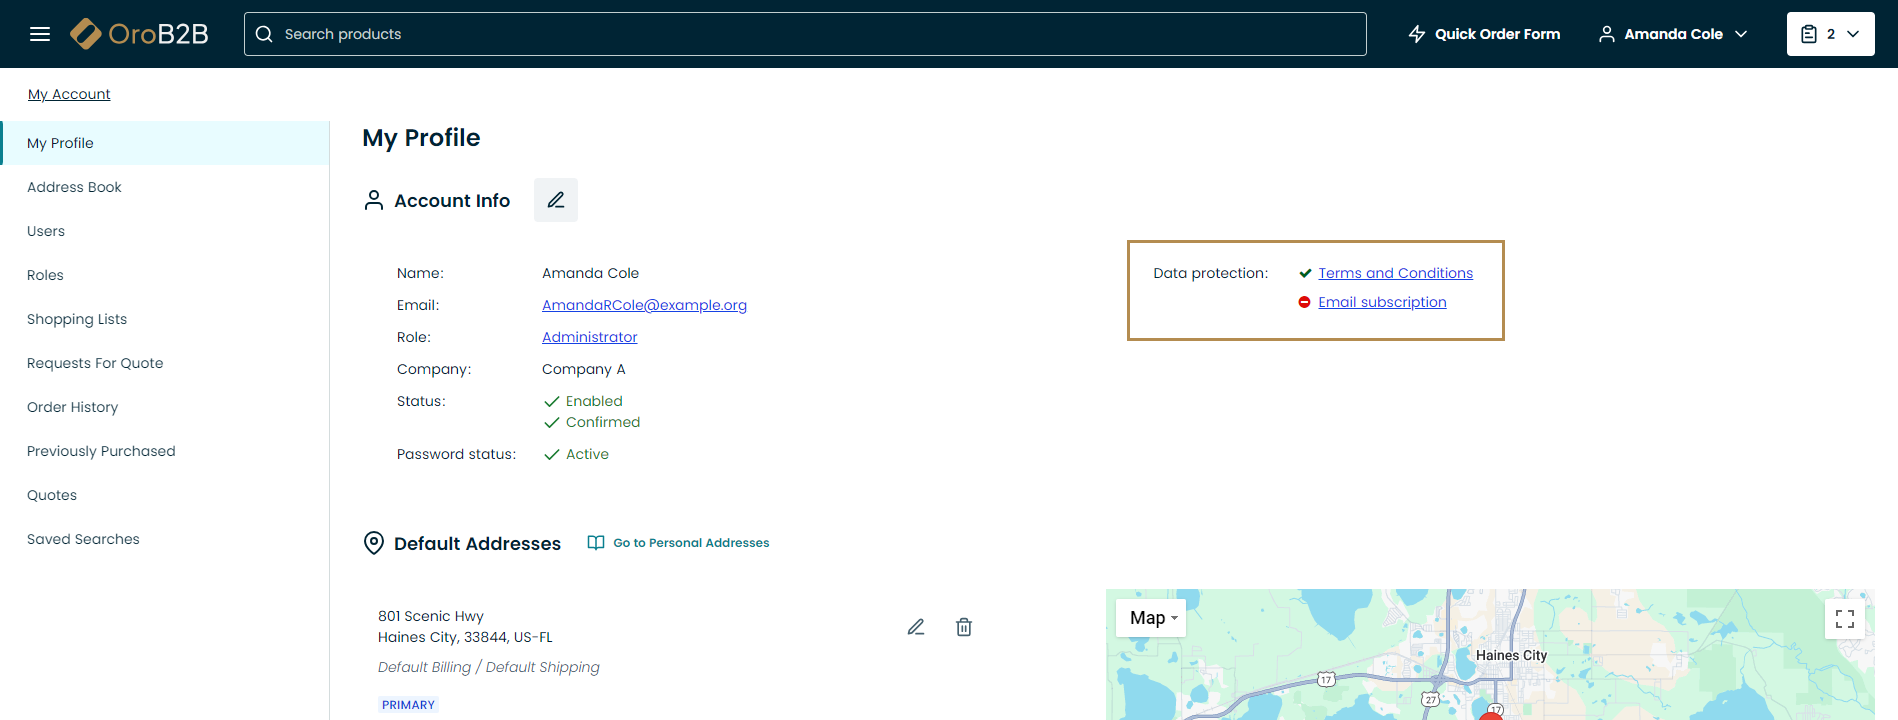 OroB2B
Search products
Quick Order Form
Amanda Cole
2
My Account
My Profile
Address Book
Users
Roles
Shopping Lists
Requests For Quote
Order History
Previously Purchased
Quotes
Saved Searches
My Profile
Account Info
Name: Amanda Cole
Email: AmandaRCole@example.org
Role: Administrator
Company: Company A
Status: Enabled
Confirmed
Password status: Active
Data protection: Terms and Conditions
Email subscription
Default Addresses
Go to Personal Addresses
801 Scenic Hwy
Haines City, 33844, US-FL
Default Billing / Default Shipping
PRIMARY
Map
Haines City
17
27
17